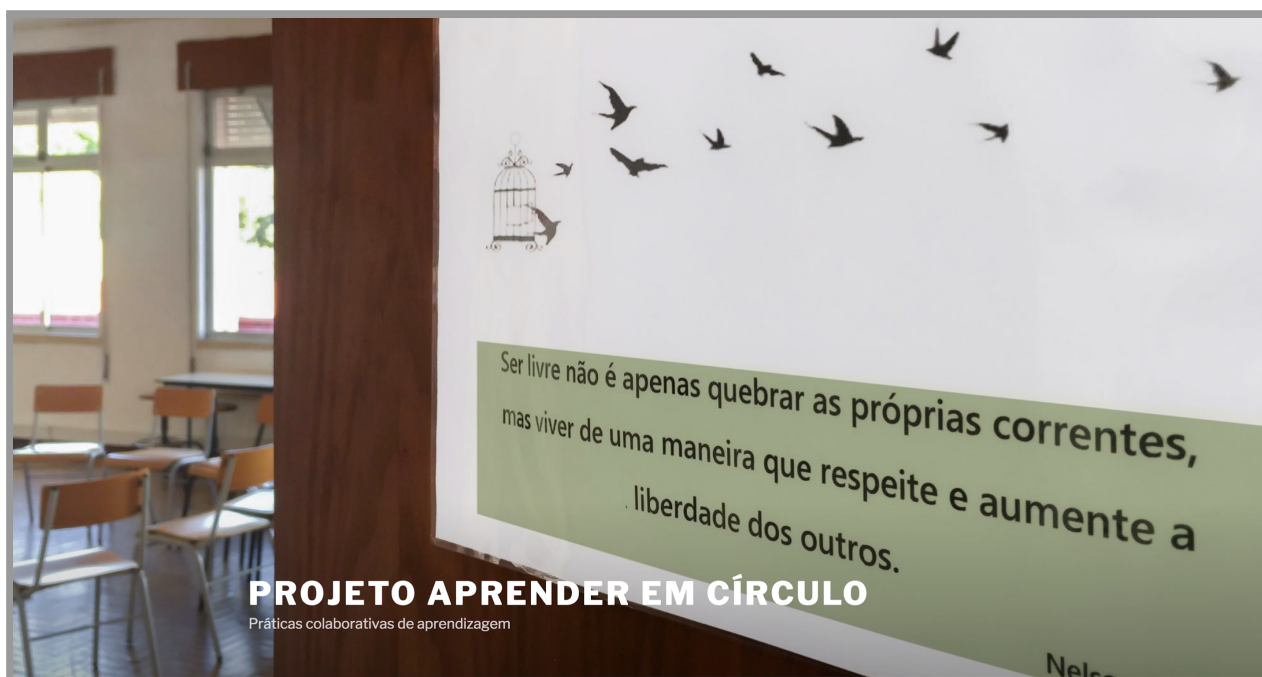 Ser livre não é apenas quebrar as próprias correntes,
mas viver de uma maneira que respeite e aumente a
liberdade dos outros.
PROJETO APRENDER EM CÍRCULO
Práticas colaborativas de aprendizagem